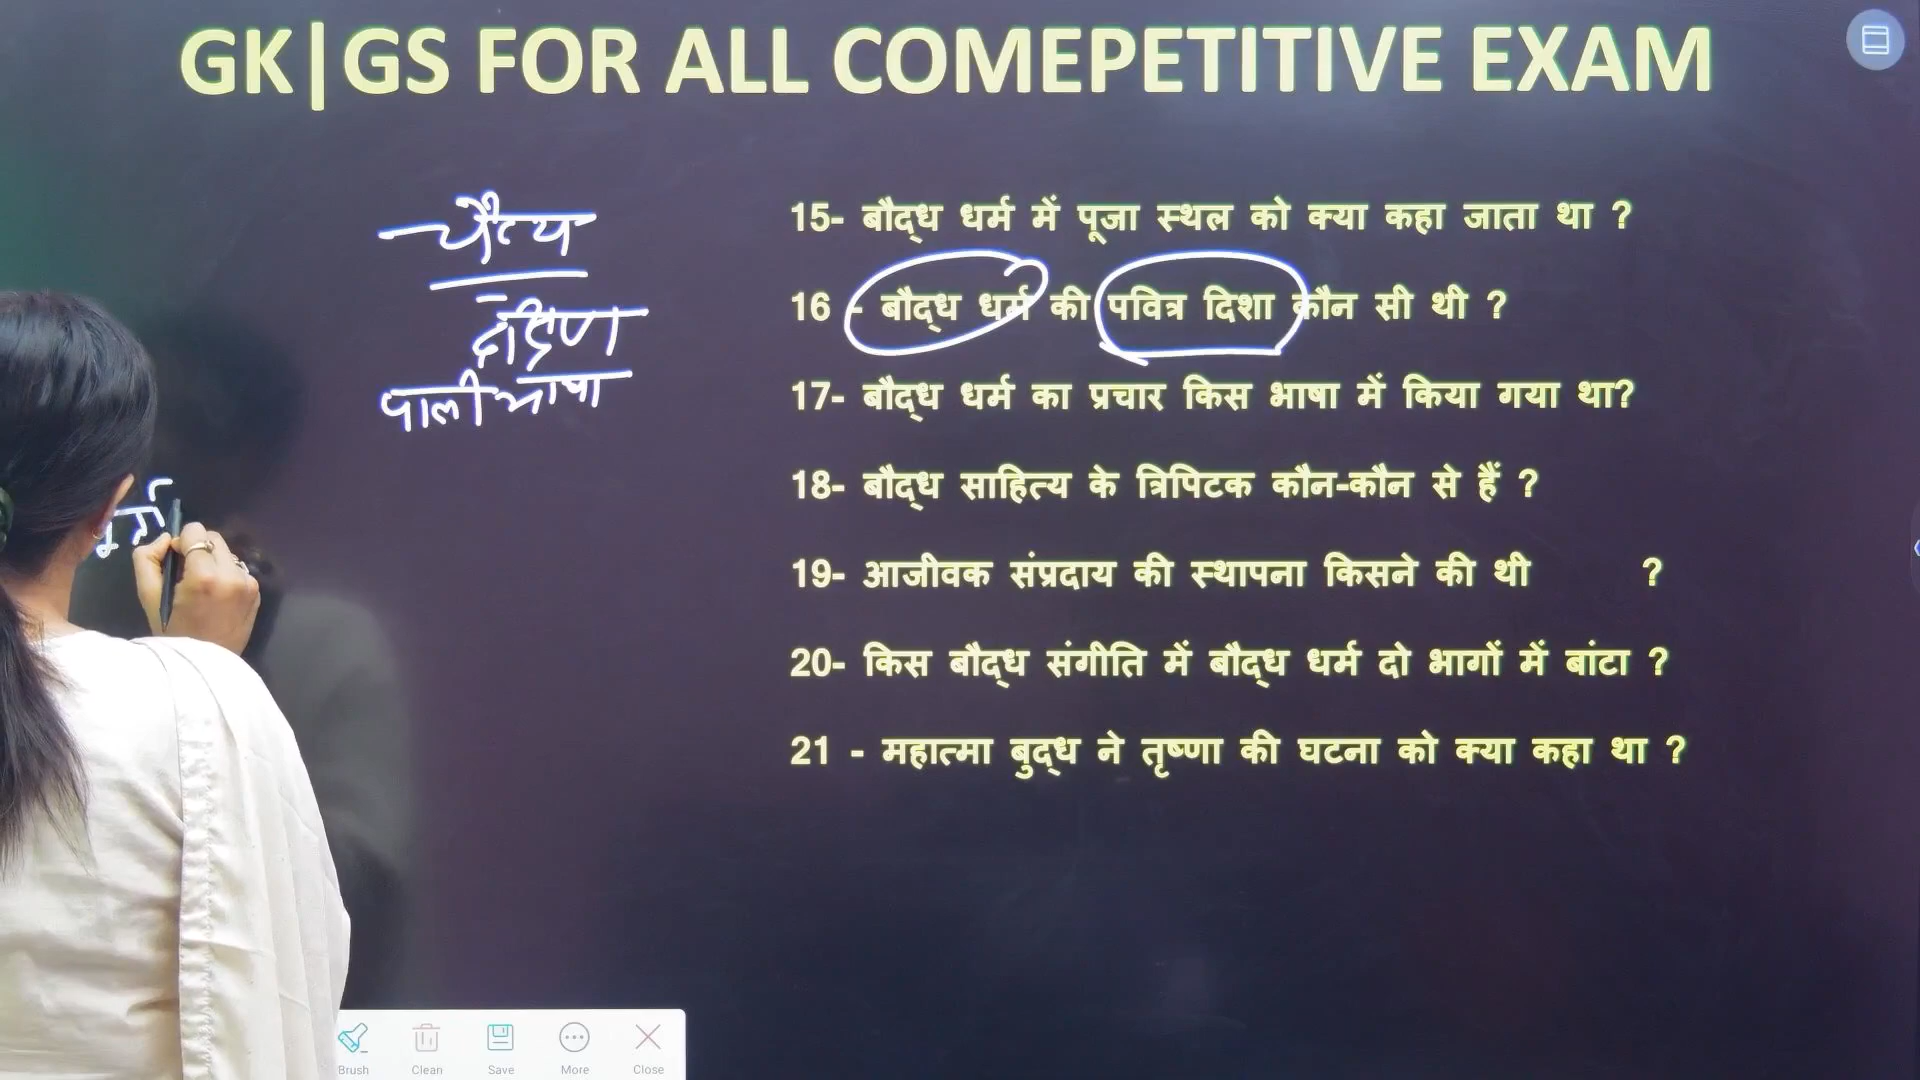 GK|GS FOR ALL COMEPETITIVE EXAM
चैत्य
दक्षिण
पाली भाषा
15- बौद्ध धर्म में पूजा स्थल को क्या कहा जाता था ?
16 - बौद्ध धर्म की पवित्र दिशा कौन सी थी ?
17- बौद्ध धर्म का प्रचार किस भाषा में किया गया था?
18- बौद्ध साहित्य के त्रिपिटक कौन-कौन से हैं ?
19- आजीवक संप्रदाय की स्थापना किसने की थी ?
20- किस बौद्ध संगीति में बौद्ध धर्म दो भागों में बांटा ?
21 - महात्मा बुद्ध ने तृष्णा की घटना को क्या कहा था ?
Brush Clean Save More Close